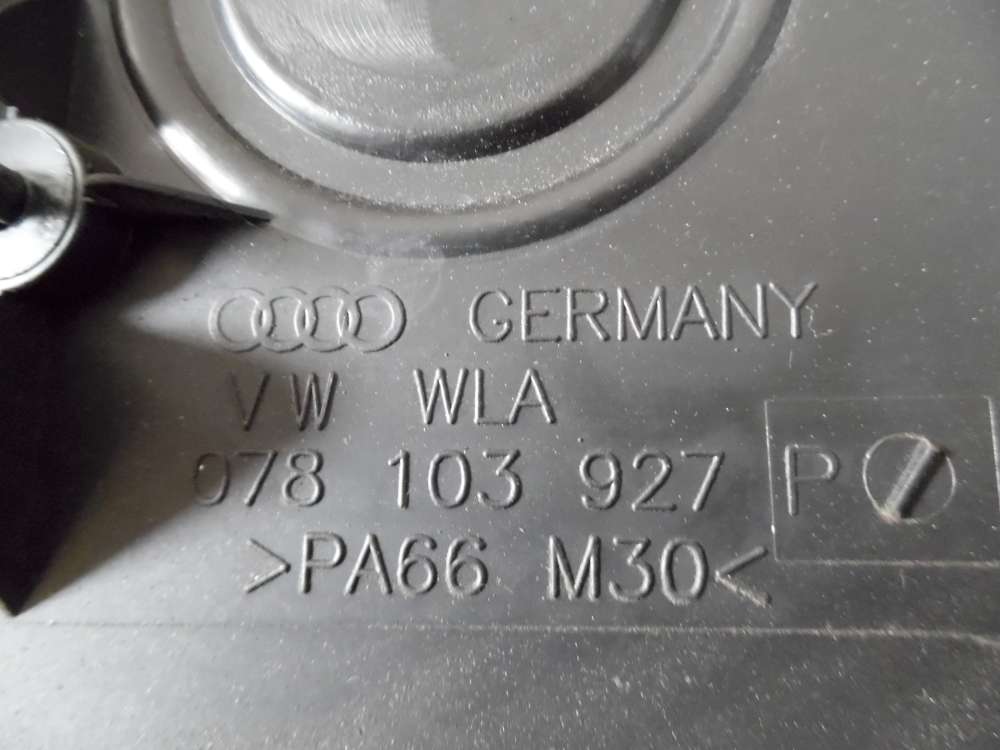 GERMANY
VW WLA
078 103 927 P
>PA66 M30<